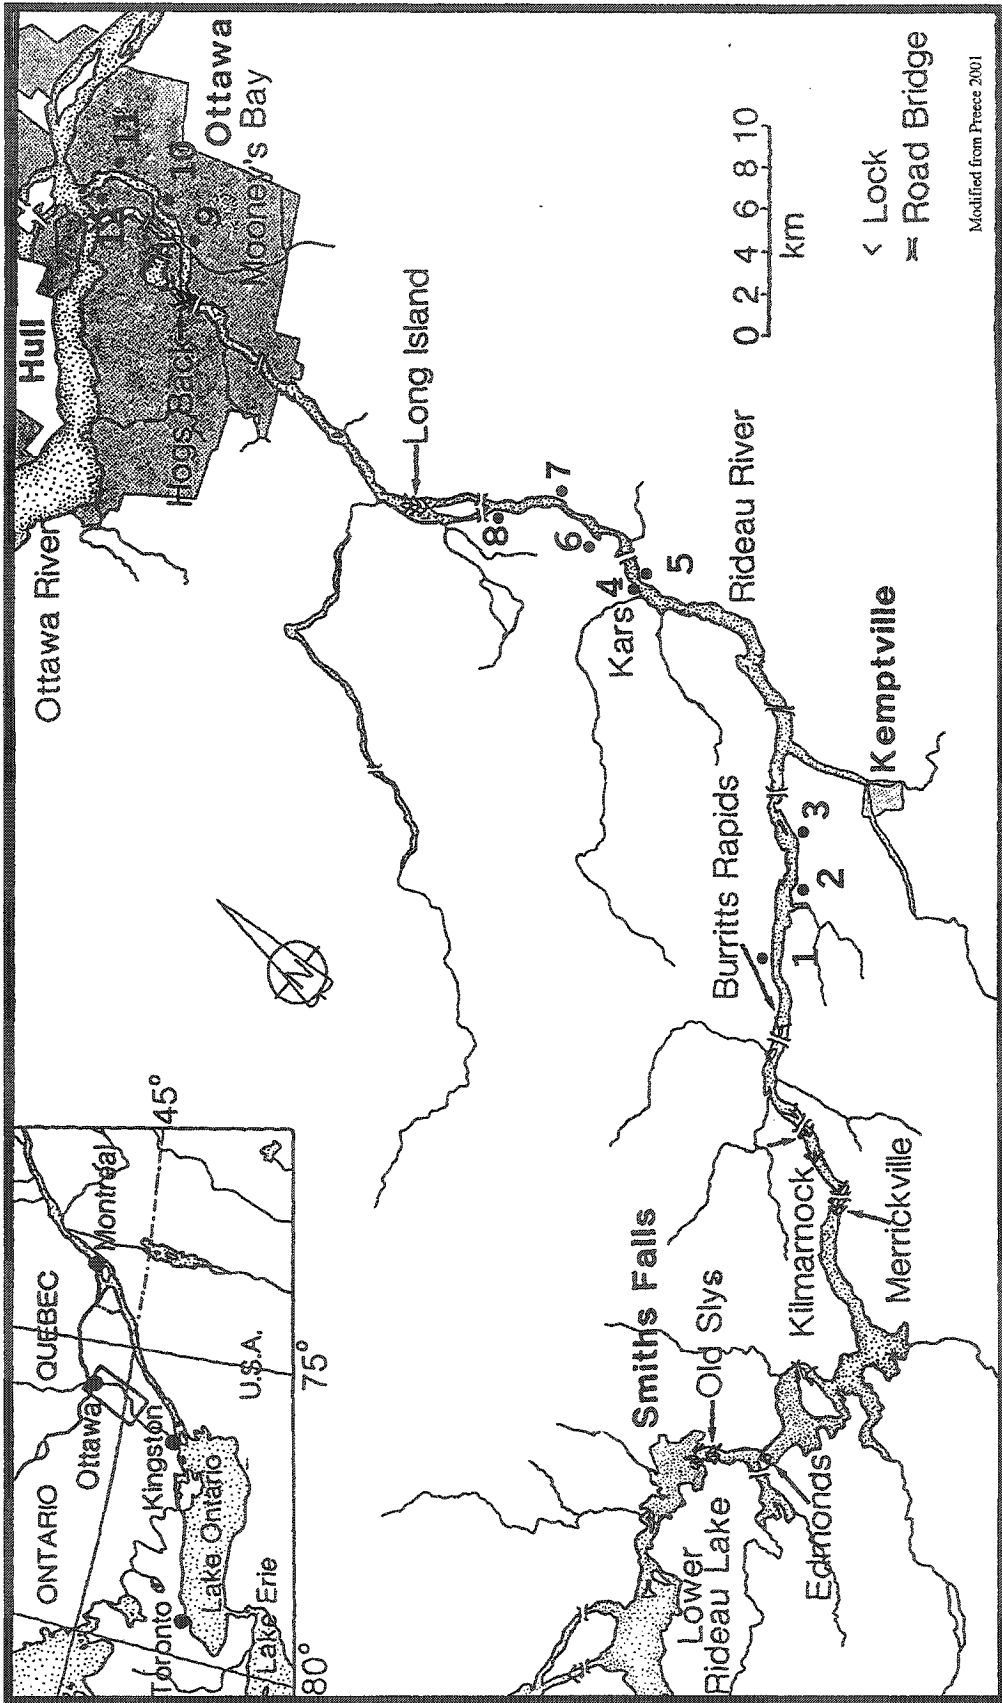 ONTARIO
QUEBEC
Ottawa
Montréal
Kingston
Toronto
Lake Ontario
Lake Erie
U.S.A.
45°
75°
80°
N
Ottawa River
Hull
Hogs Back
Ottawa
Mooney's Bay
11
10
9
Long Island
8
7
6
5
4
Kars
Rideau River
Kemptville
Burritts Rapids
3
2
1
Smiths Falls
Old Slys
Kilmarnock
Merrickville
Edmonds
Lower
Rideau Lake
0 2 4 6 8 10
km
< Lock
Road Bridge
Modified from Preece 2001